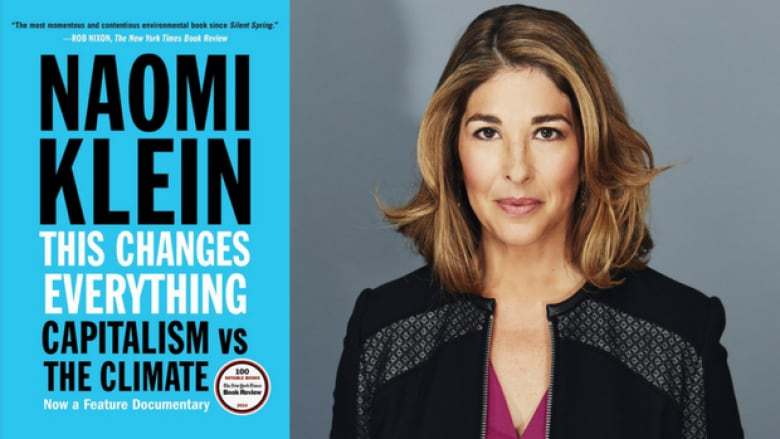 "The most momentous and contentious environmental book since Silent Spring."
—ROB NIXON, The New York Times Book Review
NAOMI
KLEIN
THIS CHANGES
EVERYTHING
CAPITALISM VS
THE CLIMATE
Now a Feature Documentary
100
NOTABLE BOOKS
The New York Times
Book Review
2014